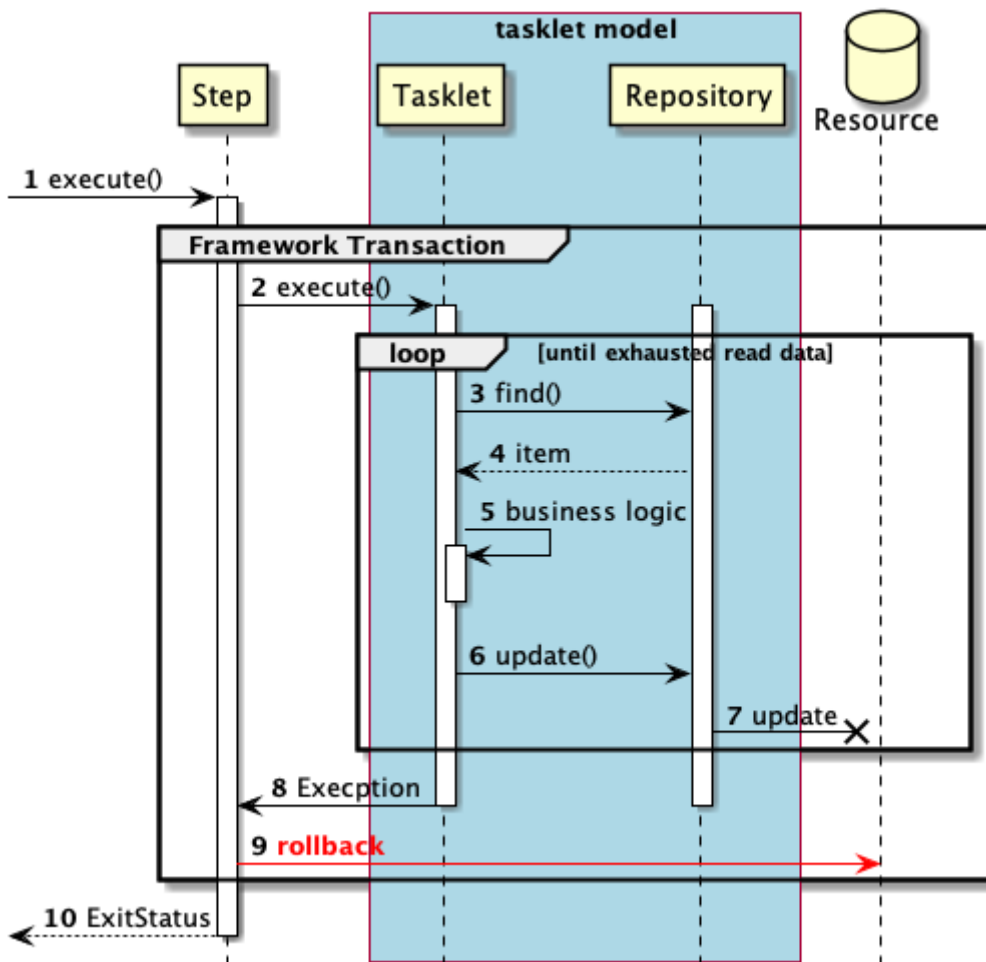 tasklet model
Step
Tasklet
Repository
Resource
1 execute()
Framework Transaction
2 execute()
loop
[until exhausted read data]
3 find()
4 item
5 business logic
6 update()
7 update
8 Execption
9 rollback
10 ExitStatus